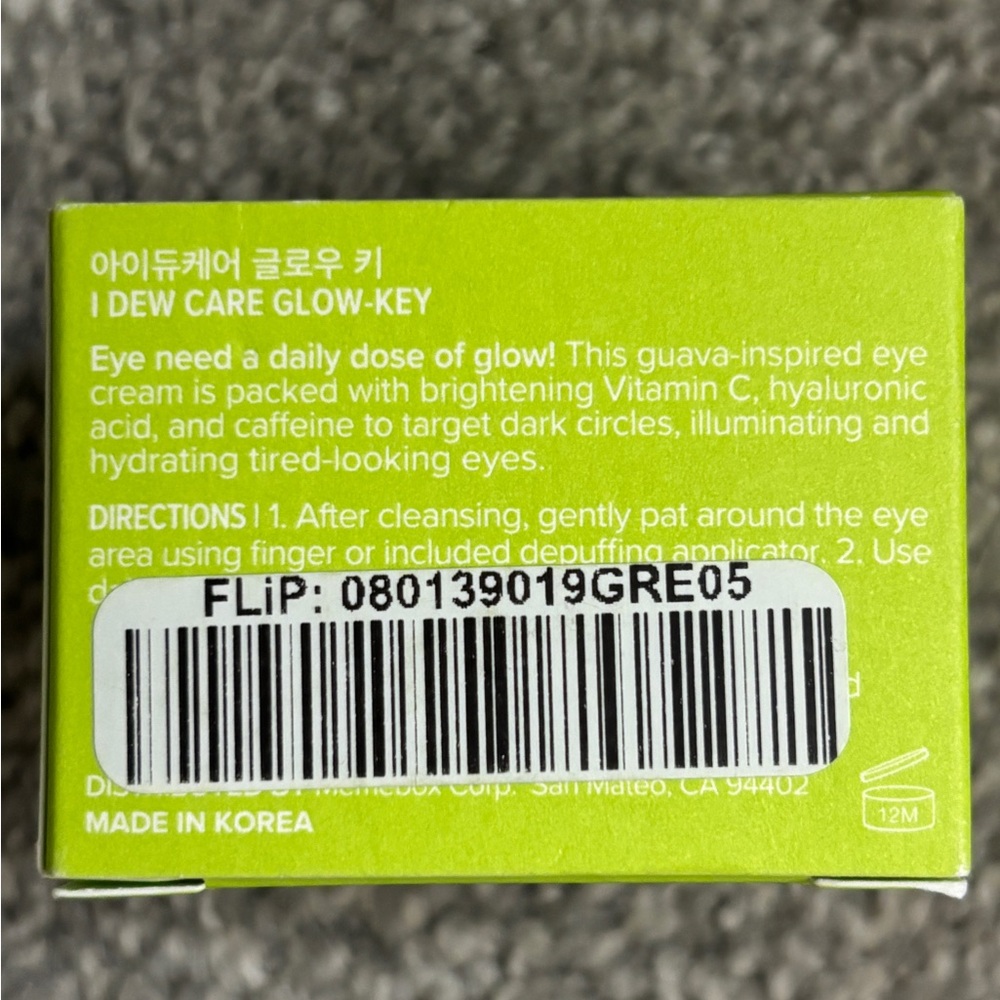 아이듀케어 글로우 키
I DEW CARE GLOW-KEY
Eye need a daily dose of glow! This guava-inspired eye
cream is packed with brightening Vitamin C, hyaluronic
acid, and caffeine to target dark circles, illuminating and
hydrating tired-looking eyes.
DIRECTIONS | 1. After cleansing, gently pat around the eye
area using finger or included depuffing applicator. 2. Use
FLiP: 080139019GRE05
Memebox Corp. San Mateo, CA 94402
MADE IN KOREA
12M